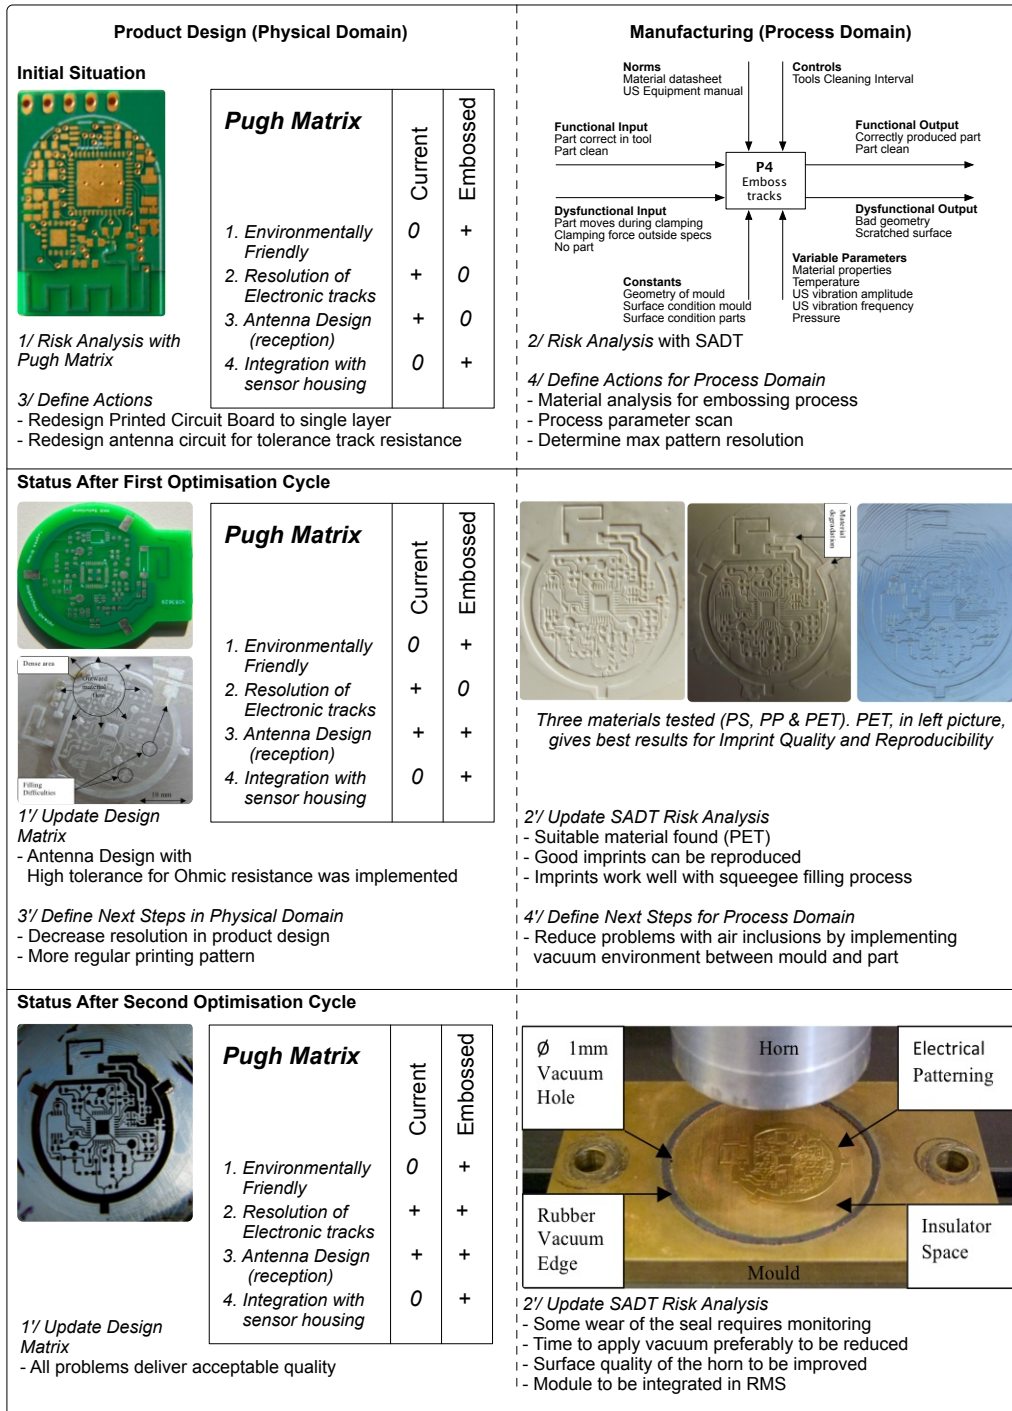 Product Design (Physical Domain)
Manufacturing (Process Domain)
Initial Situation
Pugh Matrix
Current
Embossed
1. Environmentally
Friendly
0
+
2. Resolution of
Electronic tracks
+
0
3. Antenna Design
(reception)
+
0
4. Integration with
sensor housing
0
+
1/ Risk Analysis with
Pugh Matrix
3/ Define Actions
- Redesign Printed Circuit Board to single layer
- Redesign antenna circuit for tolerance track resistance
Norms
Material datasheet
US Equipment manual
Controls
Tools Cleaning Interval
Functional Input
Part correct in tool
Part clean
Functional Output
Correctly produced part
Part clean
P4
Emboss
tracks
Dysfunctional Input
Part moves during clamping
Clamping force outside specs
No part
Dysfunctional Output
Bad geometry
Scratched surface
Constants
Geometry of mould
Surface condition mould
Surface condition parts
Variable Parameters
Material properties
Temperature
US vibration amplitude
US vibration frequency
Pressure
2/ Risk Analysis with SADT
4/ Define Actions for Process Domain
- Material analysis for embossing process
- Process parameter scan
- Determine max pattern resolution
Status After First Optimisation Cycle
Dense area
Outward
material
flow
Filling
Difficulties
10 mm
Pugh Matrix
Current
Embossed
1. Environmentally
Friendly
0
+
2. Resolution of
Electronic tracks
+
0
3. Antenna Design
(reception)
+
+
4. Integration with
sensor housing
0
+
1'/ Update Design
Matrix
- Antenna Design with
High tolerance for Ohmic resistance was implemented
3'/ Define Next Steps in Physical Domain
- Decrease resolution in product design
- More regular printing pattern
Material
degradation
Three materials tested (PS, PP & PET). PET, in left picture,
gives best results for Imprint Quality and Reproducibility
2'/ Update SADT Risk Analysis
- Suitable material found (PET)
- Good imprints can be reproduced
- Imprints work well with squeegee filling process
4'/ Define Next Steps for Process Domain
- Reduce problems with air inclusions by implementing
vacuum environment between mould and part
Status After Second Optimisation Cycle
Pugh Matrix
Current
Embossed
1. Environmentally
Friendly
0
+
2. Resolution of
Electronic tracks
+
+
3. Antenna Design
(reception)
+
+
4. Integration with
sensor housing
0
+
1'/ Update Design
Matrix
- All problems deliver acceptable quality
Ø 1mm
Vacuum
Hole
Horn
Electrical
Patterning
Rubber
Vacuum
Edge
Mould
Insulator
Space
2'/ Update SADT Risk Analysis
- Some wear of the seal requires monitoring
- Time to apply vacuum preferably to be reduced
- Surface quality of the horn to be improved
- Module to be integrated in RMS